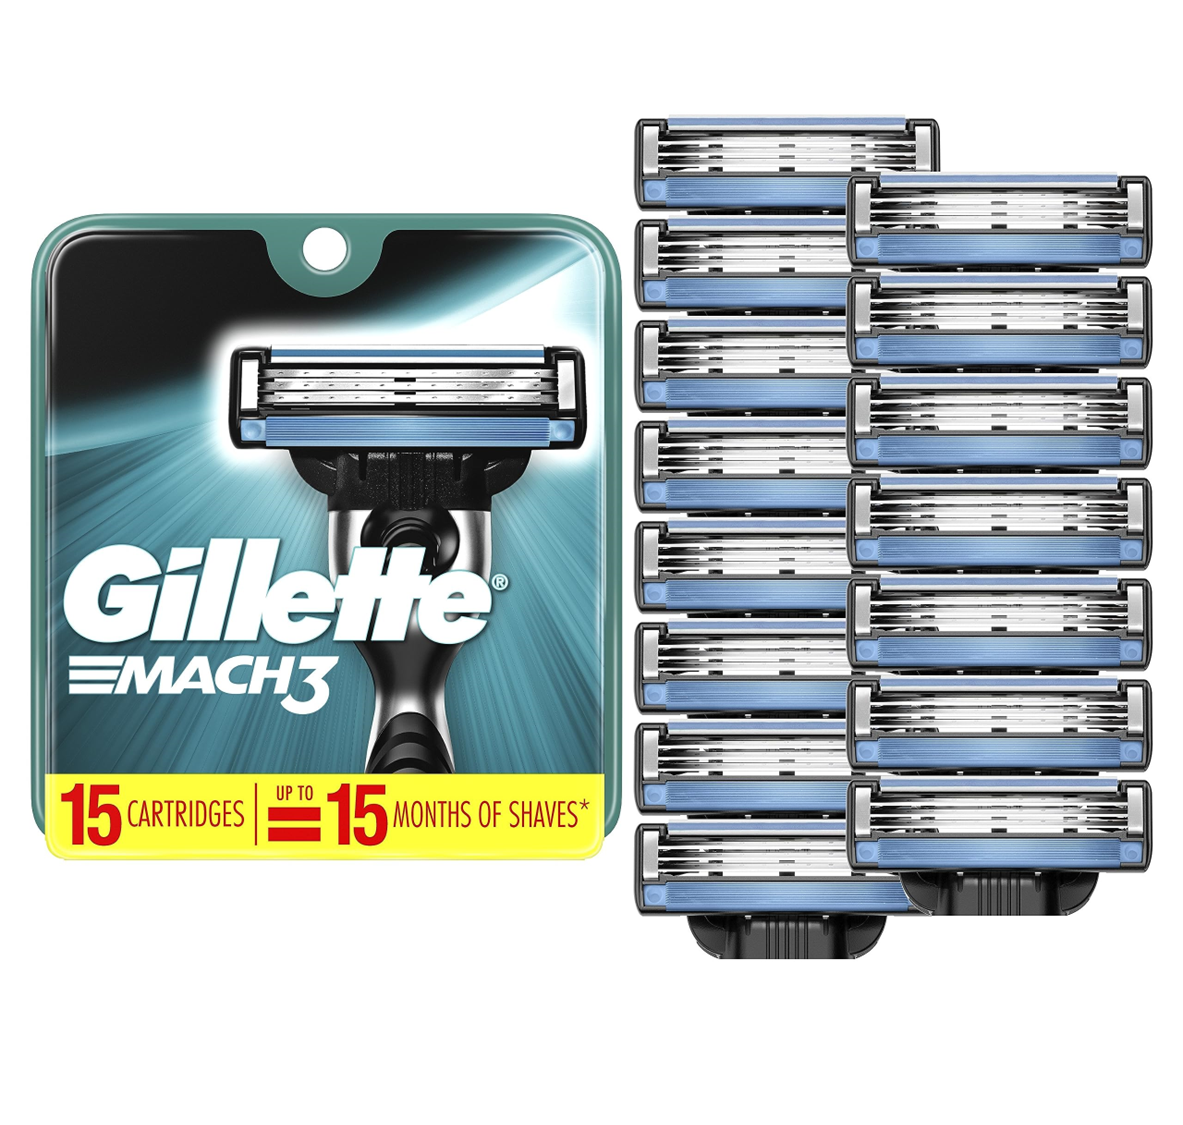 Gillette®
MACH3
15 CARTRIDGES | UP TO = 15 MONTHS OF SHAVES*